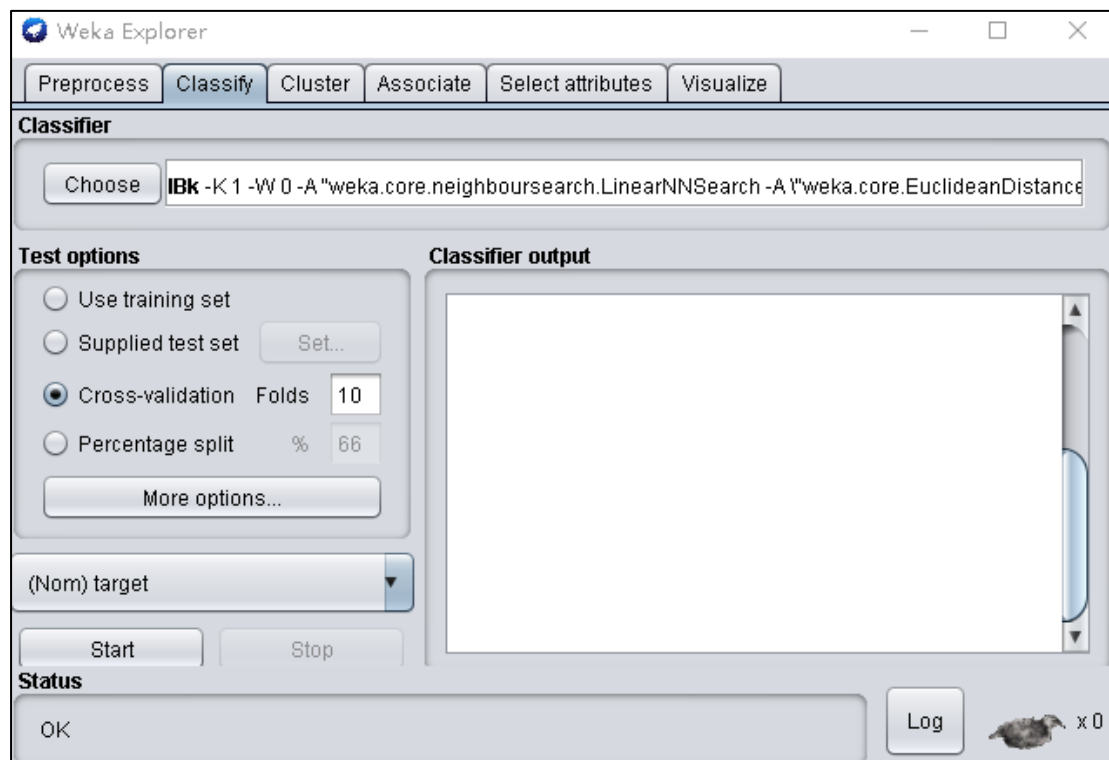 Weka Explorer
Preprocess Classify Cluster Associate Select attributes Visualize
Classifier
Choose IBk -K 1 -W 0 -A "weka.core.neighboursearch.LinearNNSearch -A \"weka.core.EuclideanDistance
Test options
Use training set
Supplied test set Set...
Cross-validation Folds 10
Percentage split % 66
More options...
(Nom) target
Start Stop
Classifier output
Status
OK
Log x 0